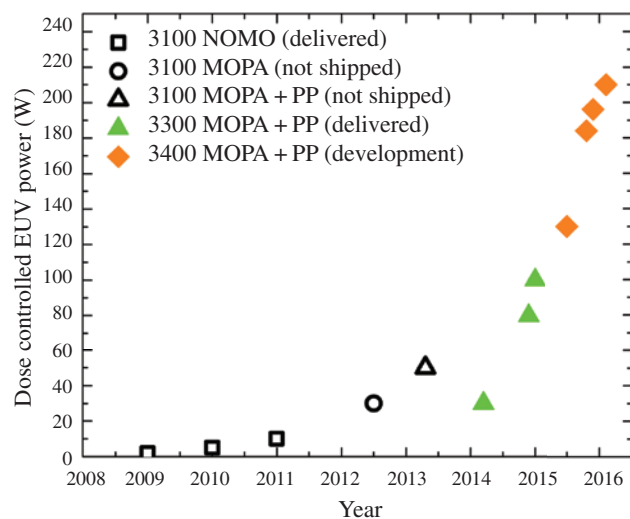 240
220
200
180
160
140
120
100
80
60
40
20
0
Dose controlled EUV power (W)
3100 NOMO (delivered)
3100 MOPA (not shipped)
3100 MOPA + PP (not shipped)
3300 MOPA + PP (delivered)
3400 MOPA + PP (development)
2008 2009 2010 2011 2012 2013 2014 2015 2016
Year